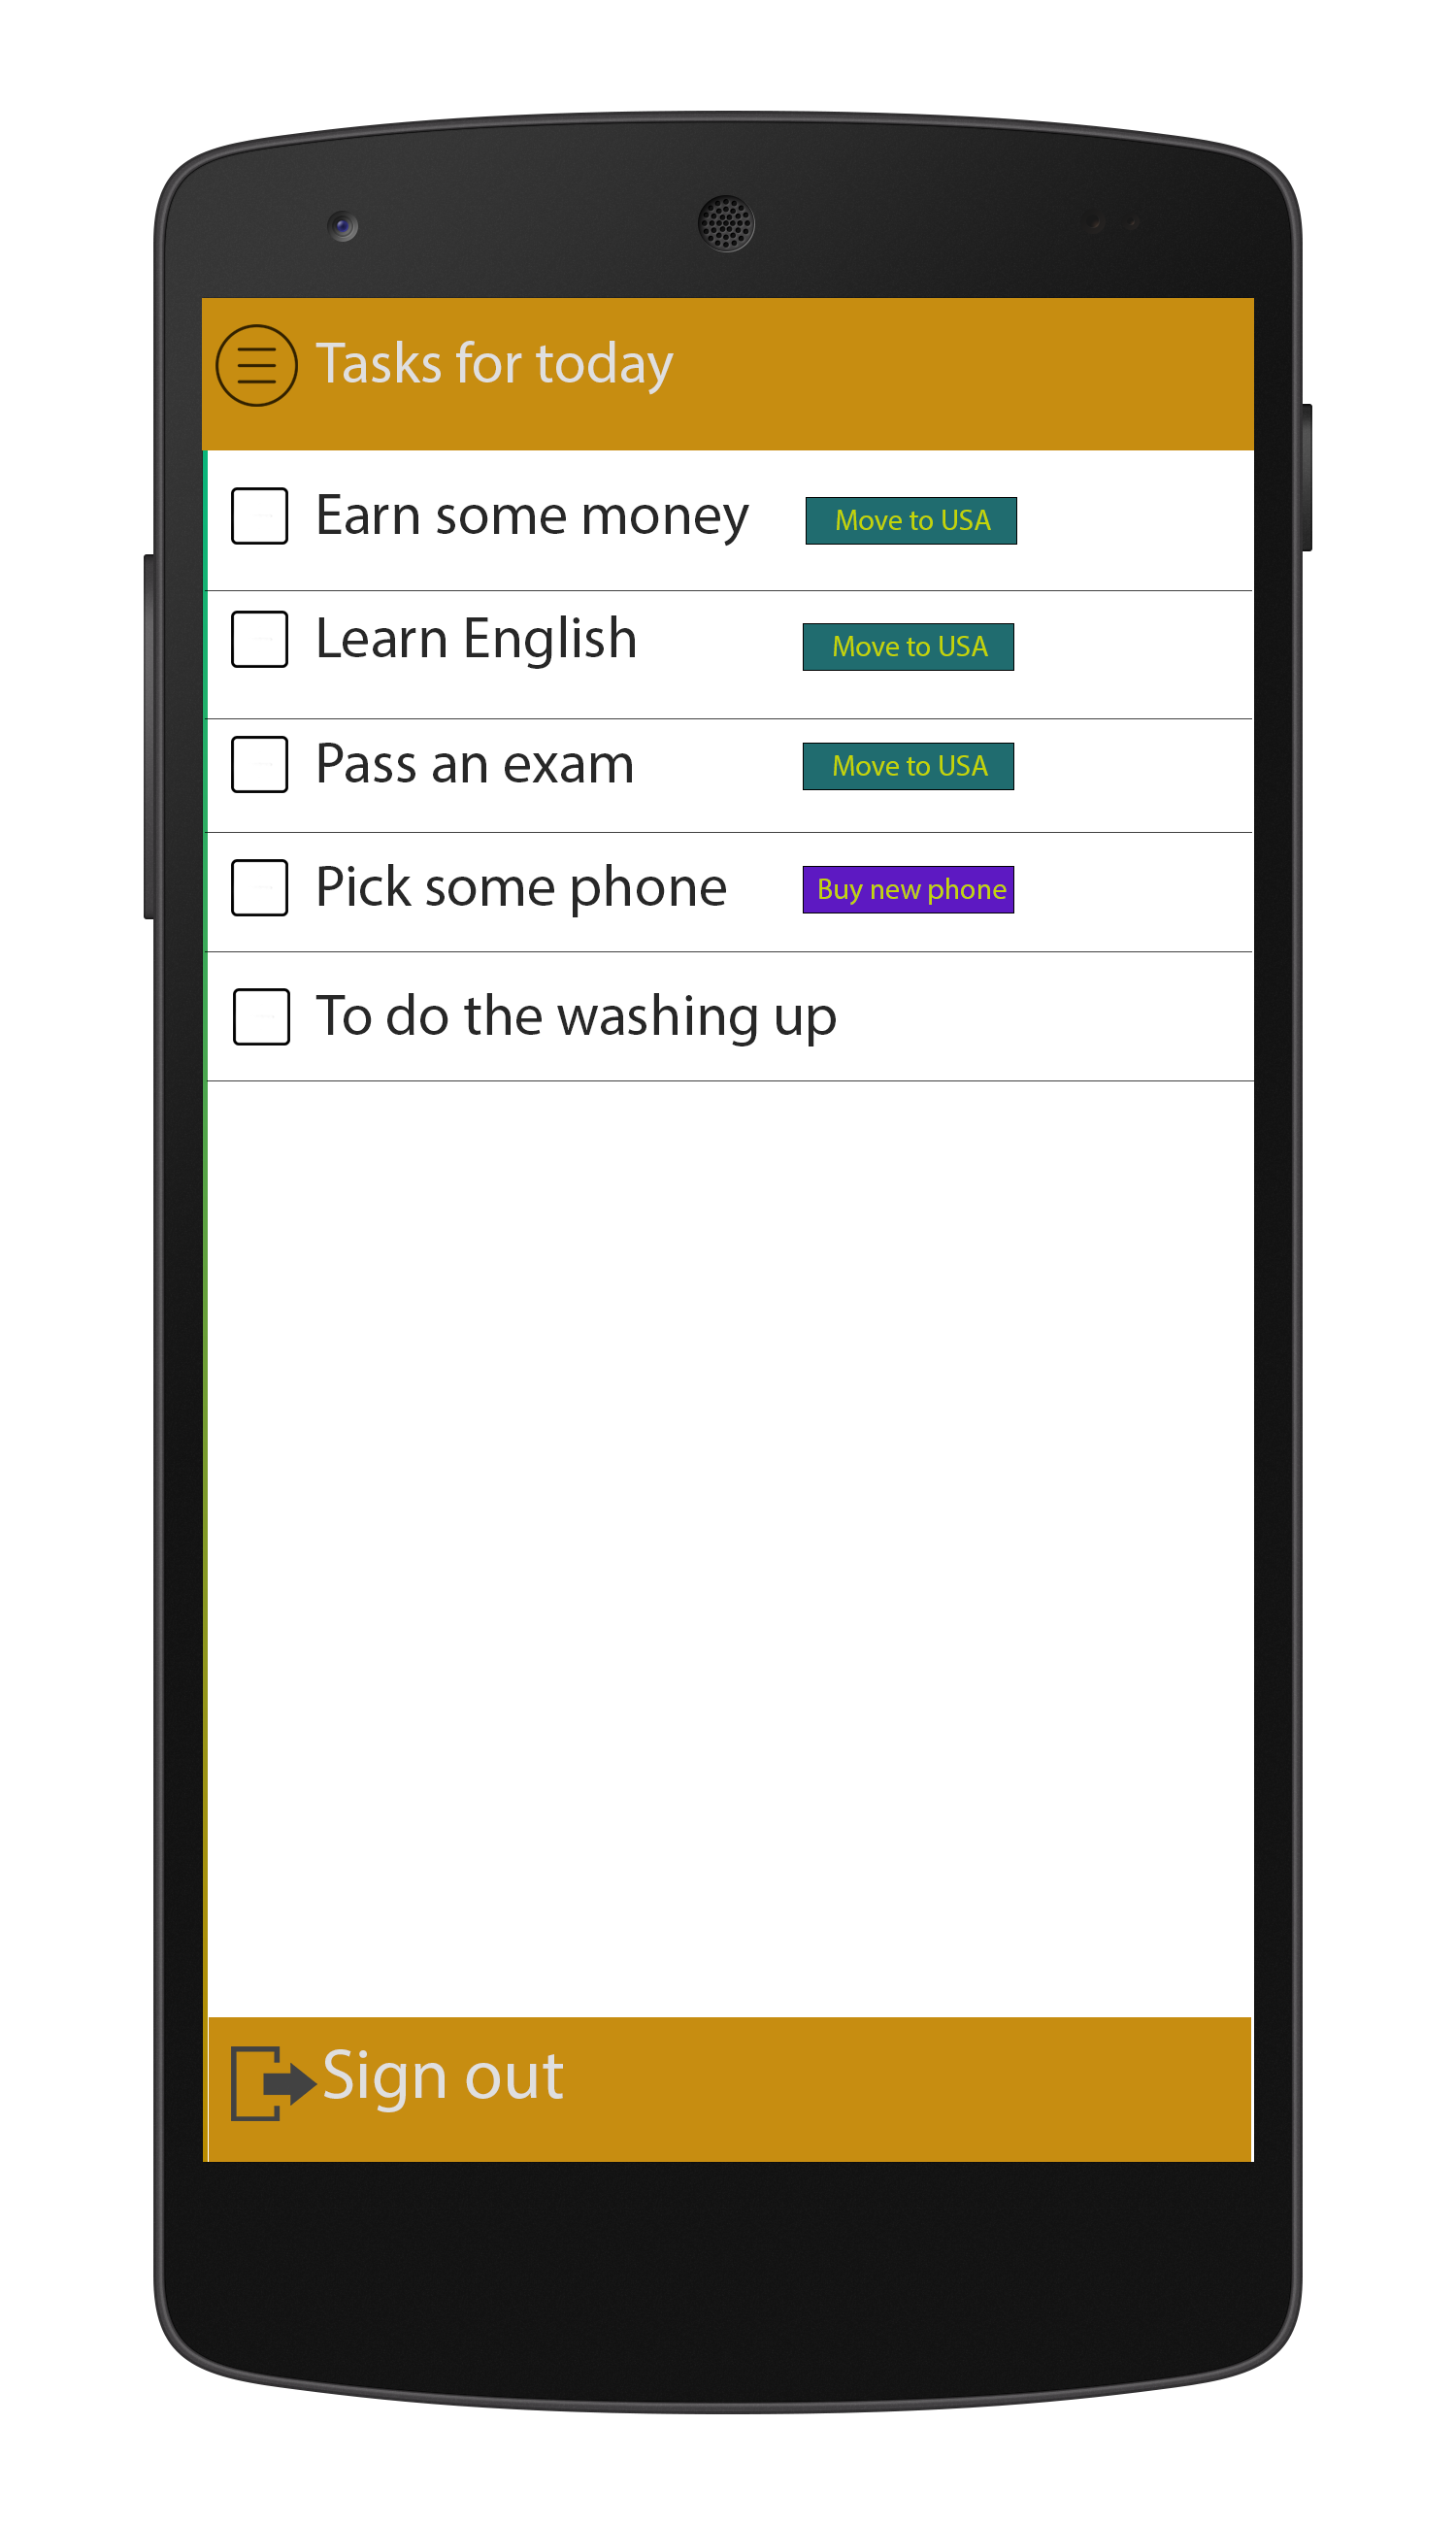 Tasks for today
Earn some money Move to USA
Learn English Move to USA
Pass an exam Move to USA
Pick some phone Buy new phone
To do the washing up
Sign out